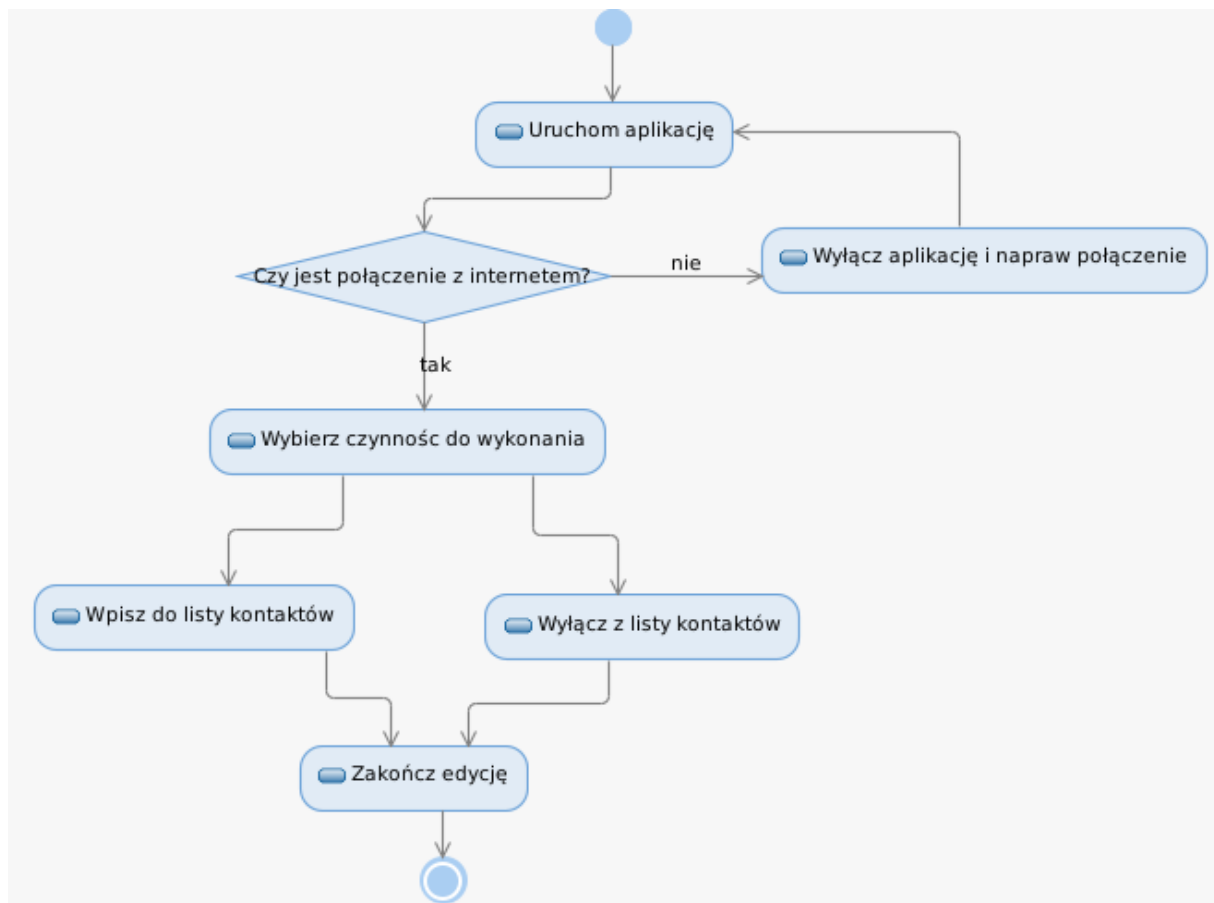 Uruchom aplikację
Wyłącz aplikację i napraw połączenie
Czy jest połączenie z internetem?
nie
tak
Wybierz czynnośc do wykonania
Wpisz do listy kontaktów
Wyłącz z listy kontaktów
Zakończ edycję